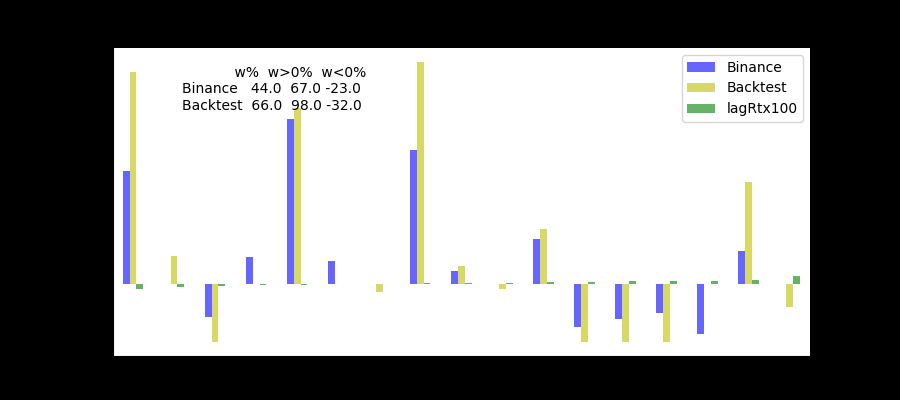 w%  w>0%  w<0%
Binance   44.0  67.0 -23.0
Backtest  66.0  98.0 -32.0
Binance
Backtest
lagRtx100